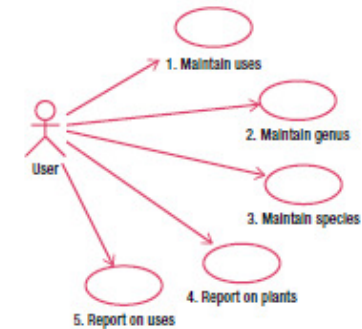 1. Maintain uses
2. Maintain genus
User
3. Maintain species
4. Report on plants
5. Report on uses